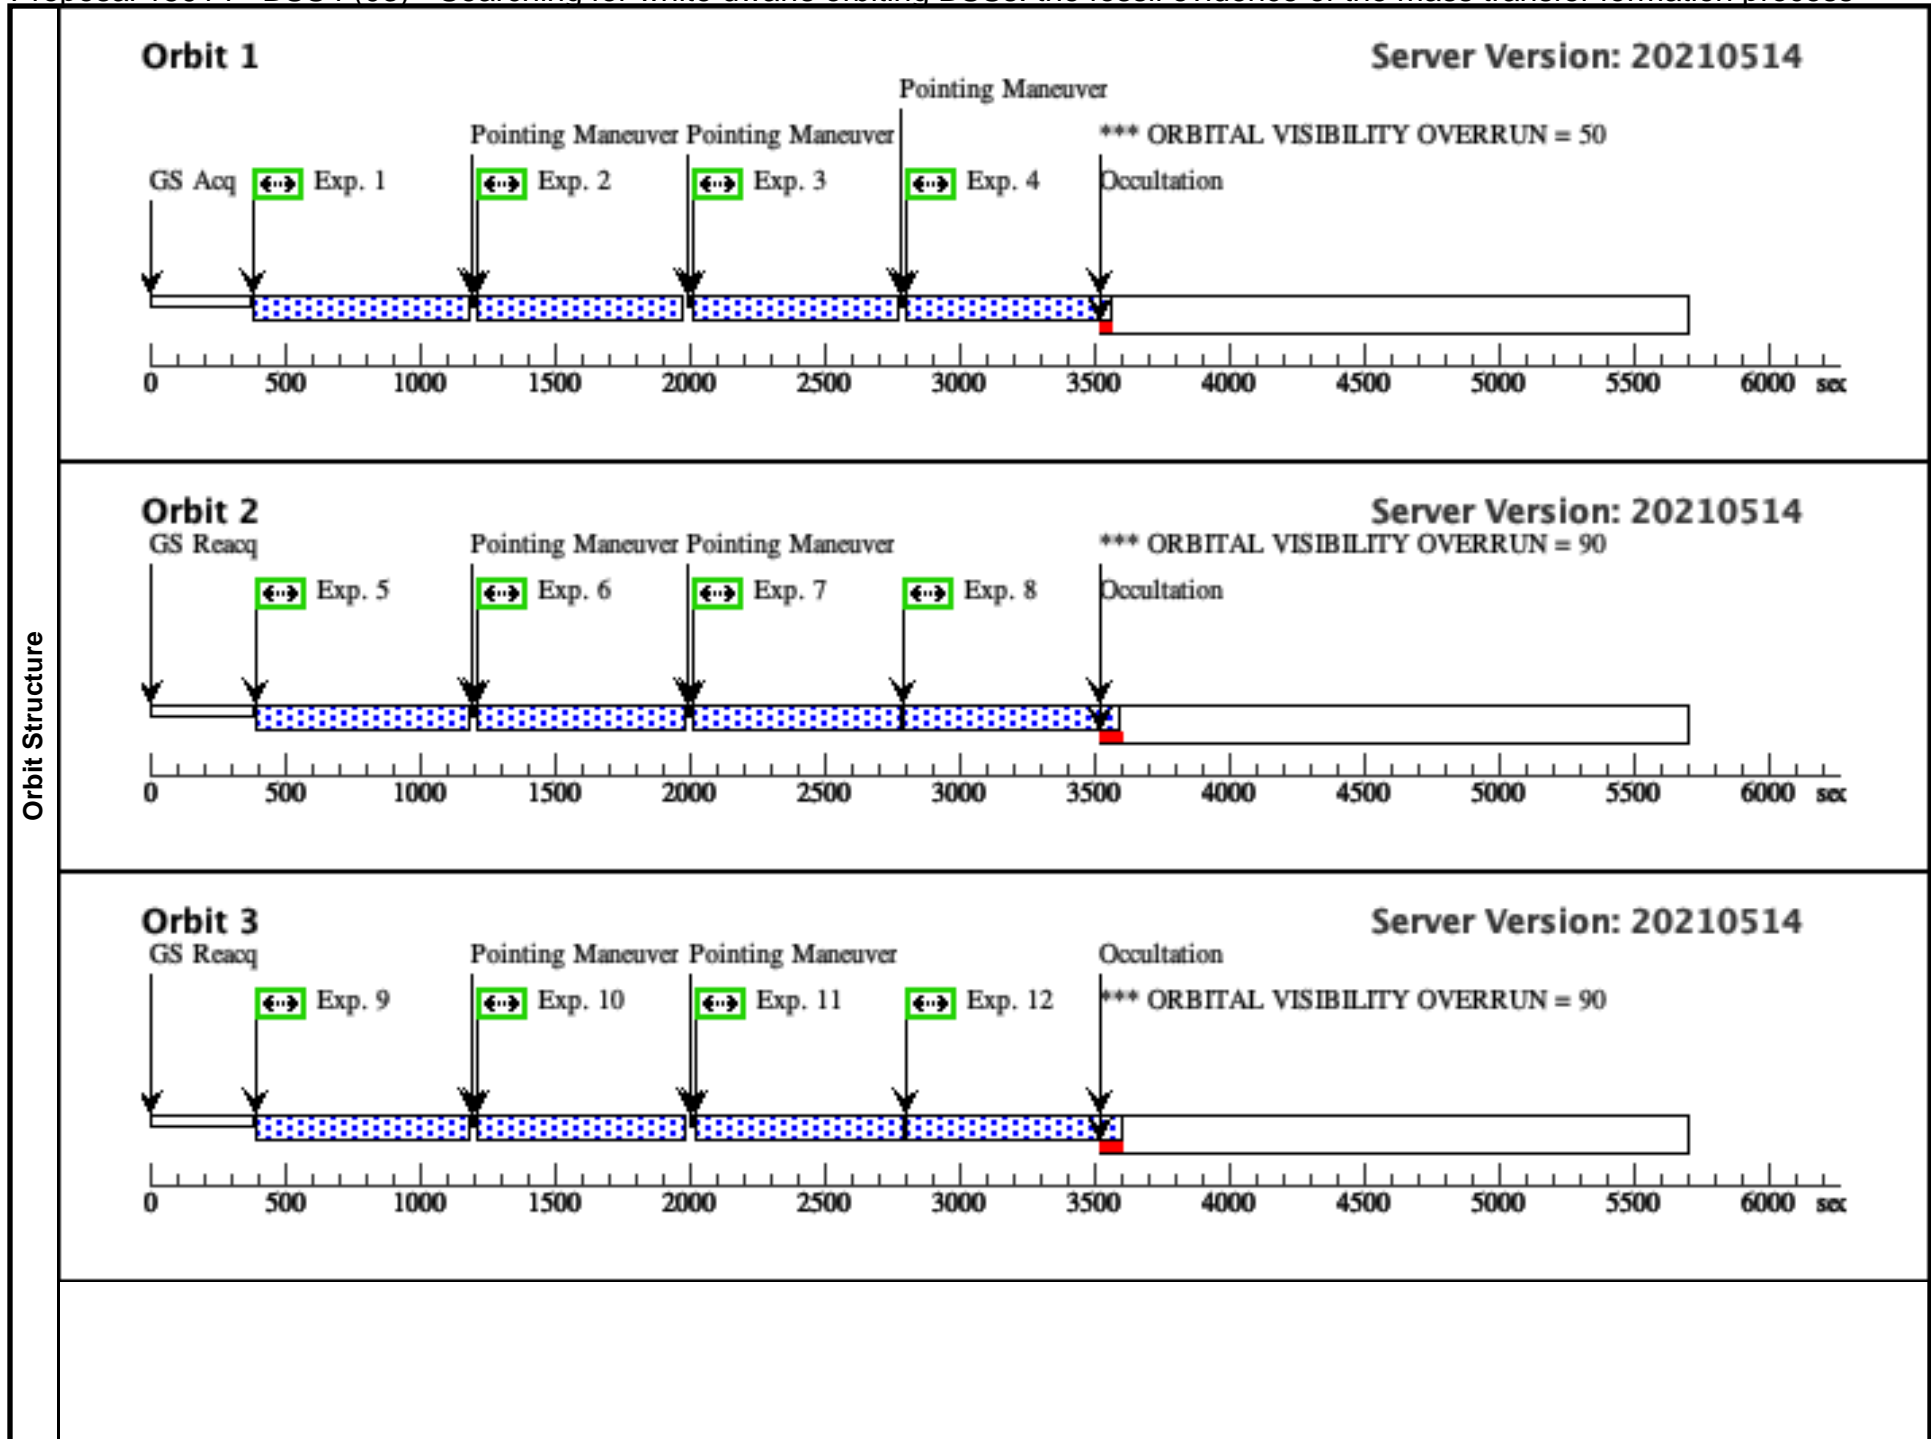 Orbit Structure
Orbit 1 Server Version: 20210514
Pointing Maneuver
Pointing Maneuver Pointing Maneuver *** ORBITAL VISIBILITY OVERRUN = 50
GS Acq Exp. 1 Exp. 2 Exp. 3 Exp. 4 Occultation
0 500 1000 1500 2000 2500 3000 3500 4000 4500 5000 5500 6000 sec
Orbit 2 Server Version: 20210514
GS Reacq Pointing Maneuver Pointing Maneuver *** ORBITAL VISIBILITY OVERRUN = 90
Exp. 5 Exp. 6 Exp. 7 Exp. 8 Occultation
0 500 1000 1500 2000 2500 3000 3500 4000 4500 5000 5500 6000 sec
Orbit 3 Server Version: 20210514
GS Reacq Pointing Maneuver Pointing Maneuver Occultation
Exp. 9 Exp. 10 Exp. 11 Exp. 12 *** ORBITAL VISIBILITY OVERRUN = 90
0 500 1000 1500 2000 2500 3000 3500 4000 4500 5000 5500 6000 sec